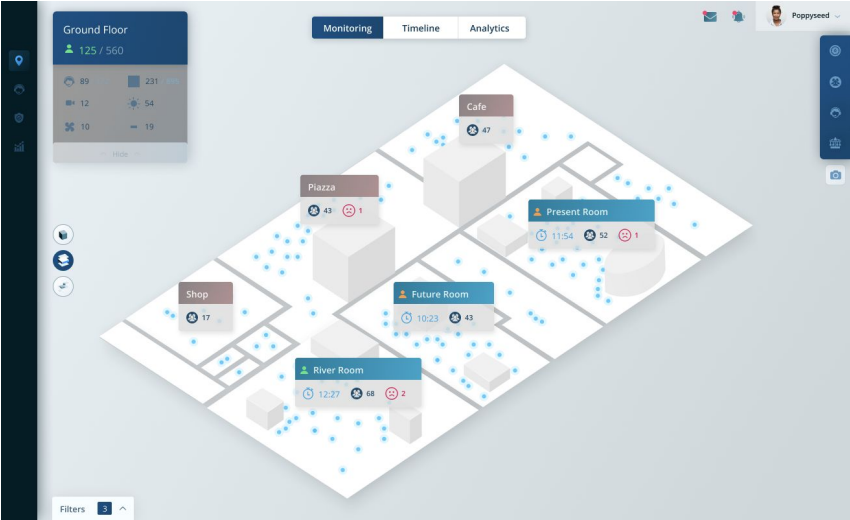 Ground Floor
125 / 560
89
231
12
54
10
19
Hide
Monitoring
Timeline
Analytics
Poppyseed
Cafe
47
Piazza
43
1
Present Room
11:54
52
1
Shop
17
Future Room
10:23
43
River Room
12:27
68
2
Filters
3